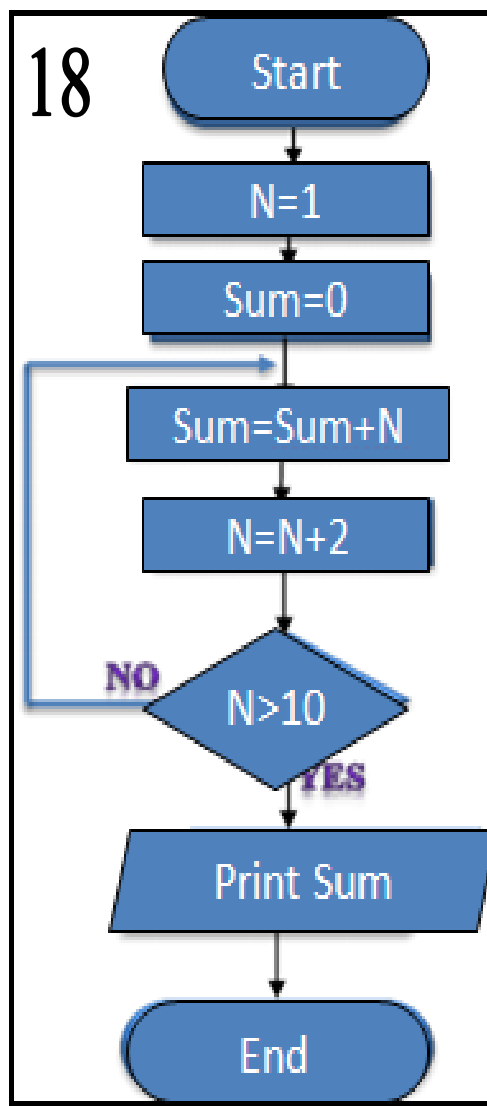 18
Start
N=1
Sum=0
Sum=Sum+N
N=N+2
NO
N>10
YES
Print Sum
End